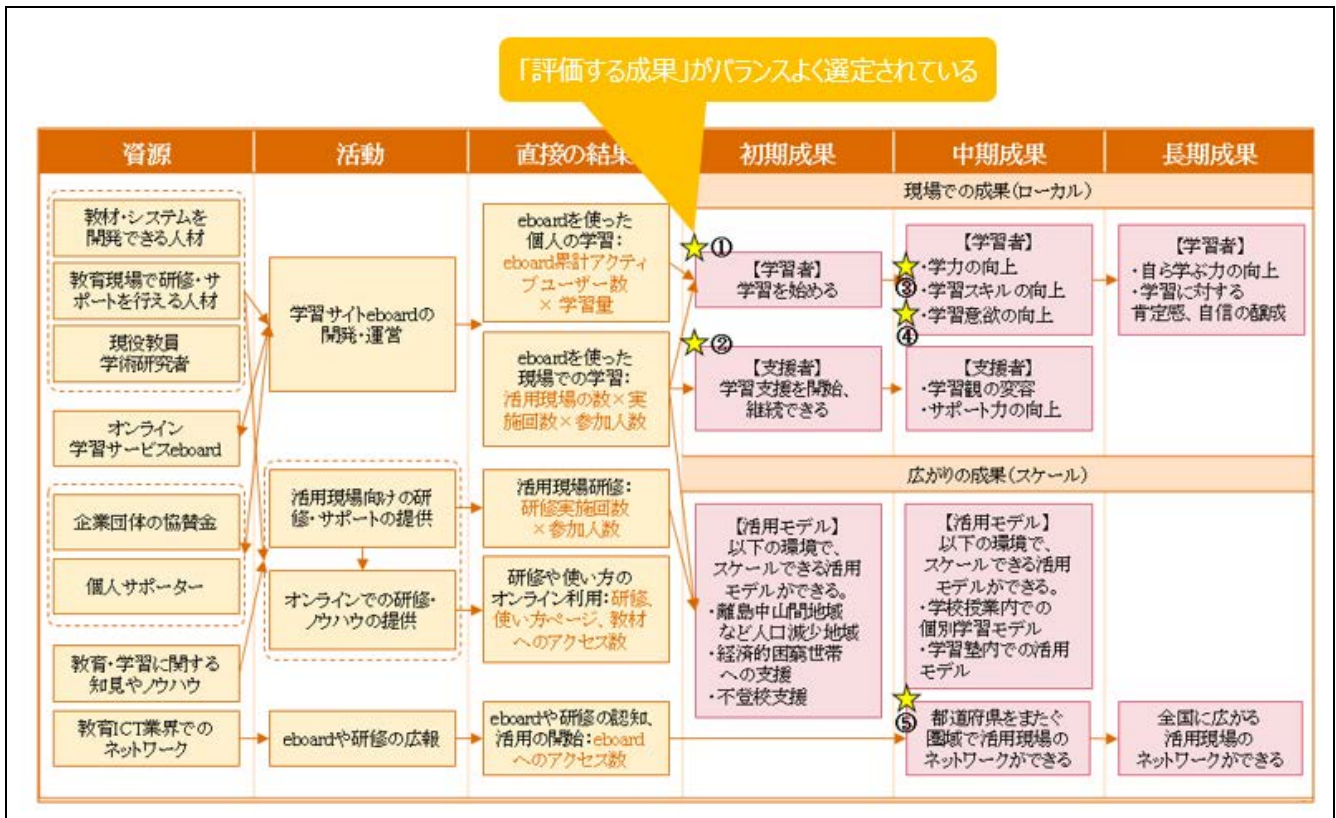 「評価する成果」がバランスよく選定されている
資源
活動
直接の結果
初期成果
中期成果
長期成果
教材・システムを
開発できる人材
教育現場で研修・サ
ポートを行える人材
現役教員
学術研究者
オンライン
学習サービスeboard
企業団体の協賛金
個人サポーター
教育・学習に関する
知見やノウハウ
教育ICT業界での
ネットワーク
学習サイトeboardの
開発・運営
活用現場向けの研
修・サポートの提供
オンラインでの研修・
ノウハウの提供
eboardや研修の広報
eboardを使った
個人の学習:
eboard累計アクティ
ブユーザー数
×学習量
eboardを使った
現場での学習:
活用現場の数×実
施回数×参加人数
活用現場研修:
研修実施回数
×参加人数
研修や使い方の
オンライン利用:研修、
使い方ページ、教材
へのアクセス数
eboardや研修の認知、
活用の開始:eboard
へのアクセス数
現場での成果(ローカル)
①
【学習者】
学習を始める
②
【支援者】
学習支援を開始、
継続できる
【学習者】
・学力の向上
③
・学習スキルの向上
・学習意欲の向上
④
【支援者】
・学習観の変容
・サポート力の向上
【学習者】
・自ら学ぶ力の向上
・学習に対する
肯定感、自信の醸成
広がりの成果(スケール)
【活用モデル】
以下の環境で、
スケールできる活用
モデルができる。
・離島中山間地域
など人口減少地域
・経済的困窮世帯
への支援
・不登校支援
【活用モデル】
以下の環境で、
スケールできる活用
モデルができる。
・学校授業内での
個別学習モデル
・学習塾内での活用
モデル
⑤
都道府県をまたぐ
圏域で活用現場の
ネットワークができる
全国に広がる
活用現場の
ネットワークができる